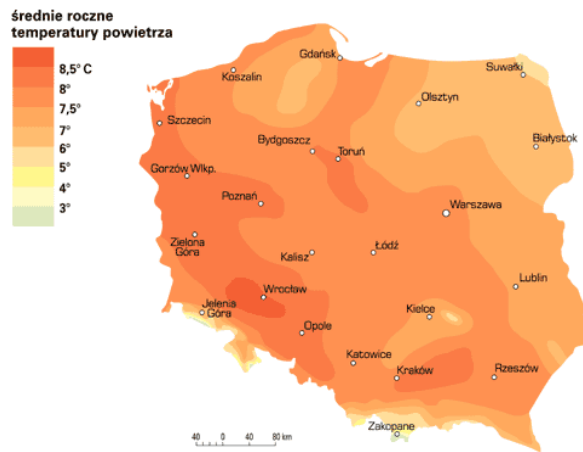 średnie roczne
temperatury powietrza
8,5° C
8°
7,5°
7°
6°
5°
4°
3°
Gdańsk
Koszalin
Suwałki
Olsztyn
Szczecin
Białystok
Bydgoszcz
Toruń
Gorzów Wlkp.
Poznań
Warszawa
Zielona
Góra
Kalisz
Łódź
Lublin
Wrocław
Jelenia
Góra
Kielce
Opole
Katowice
Kraków
Rzeszów
Zakopane
40 0 40 80 km